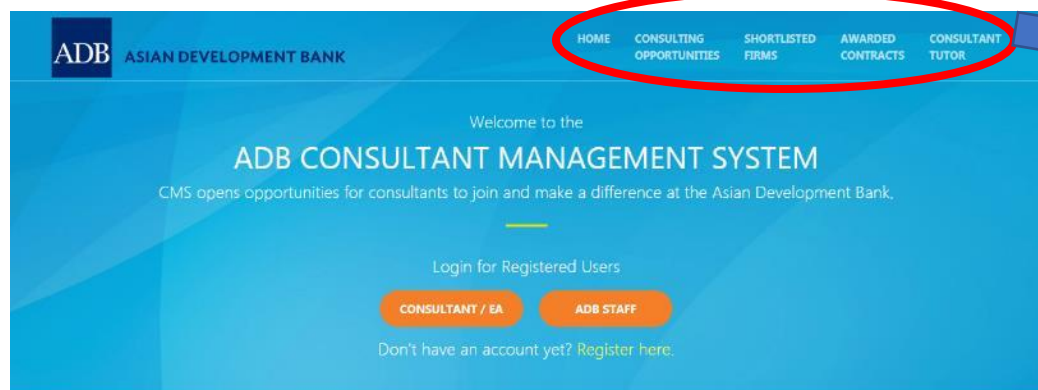 ADB ASIAN DEVELOPMENT BANK
HOME
CONSULTING
OPPORTUNITIES
SHORTLISTED
FIRMS
AWARDED
CONTRACTS
CONSULTANT
TUTOR
Welcome to the
ADB CONSULTANT MANAGEMENT SYSTEM
CMS opens opportunities for consultants to join and make a difference at the Asian Development Bank.
Login for Registered Users
CONSULTANT / EA
ADB STAFF
Don't have an account yet? Register here.